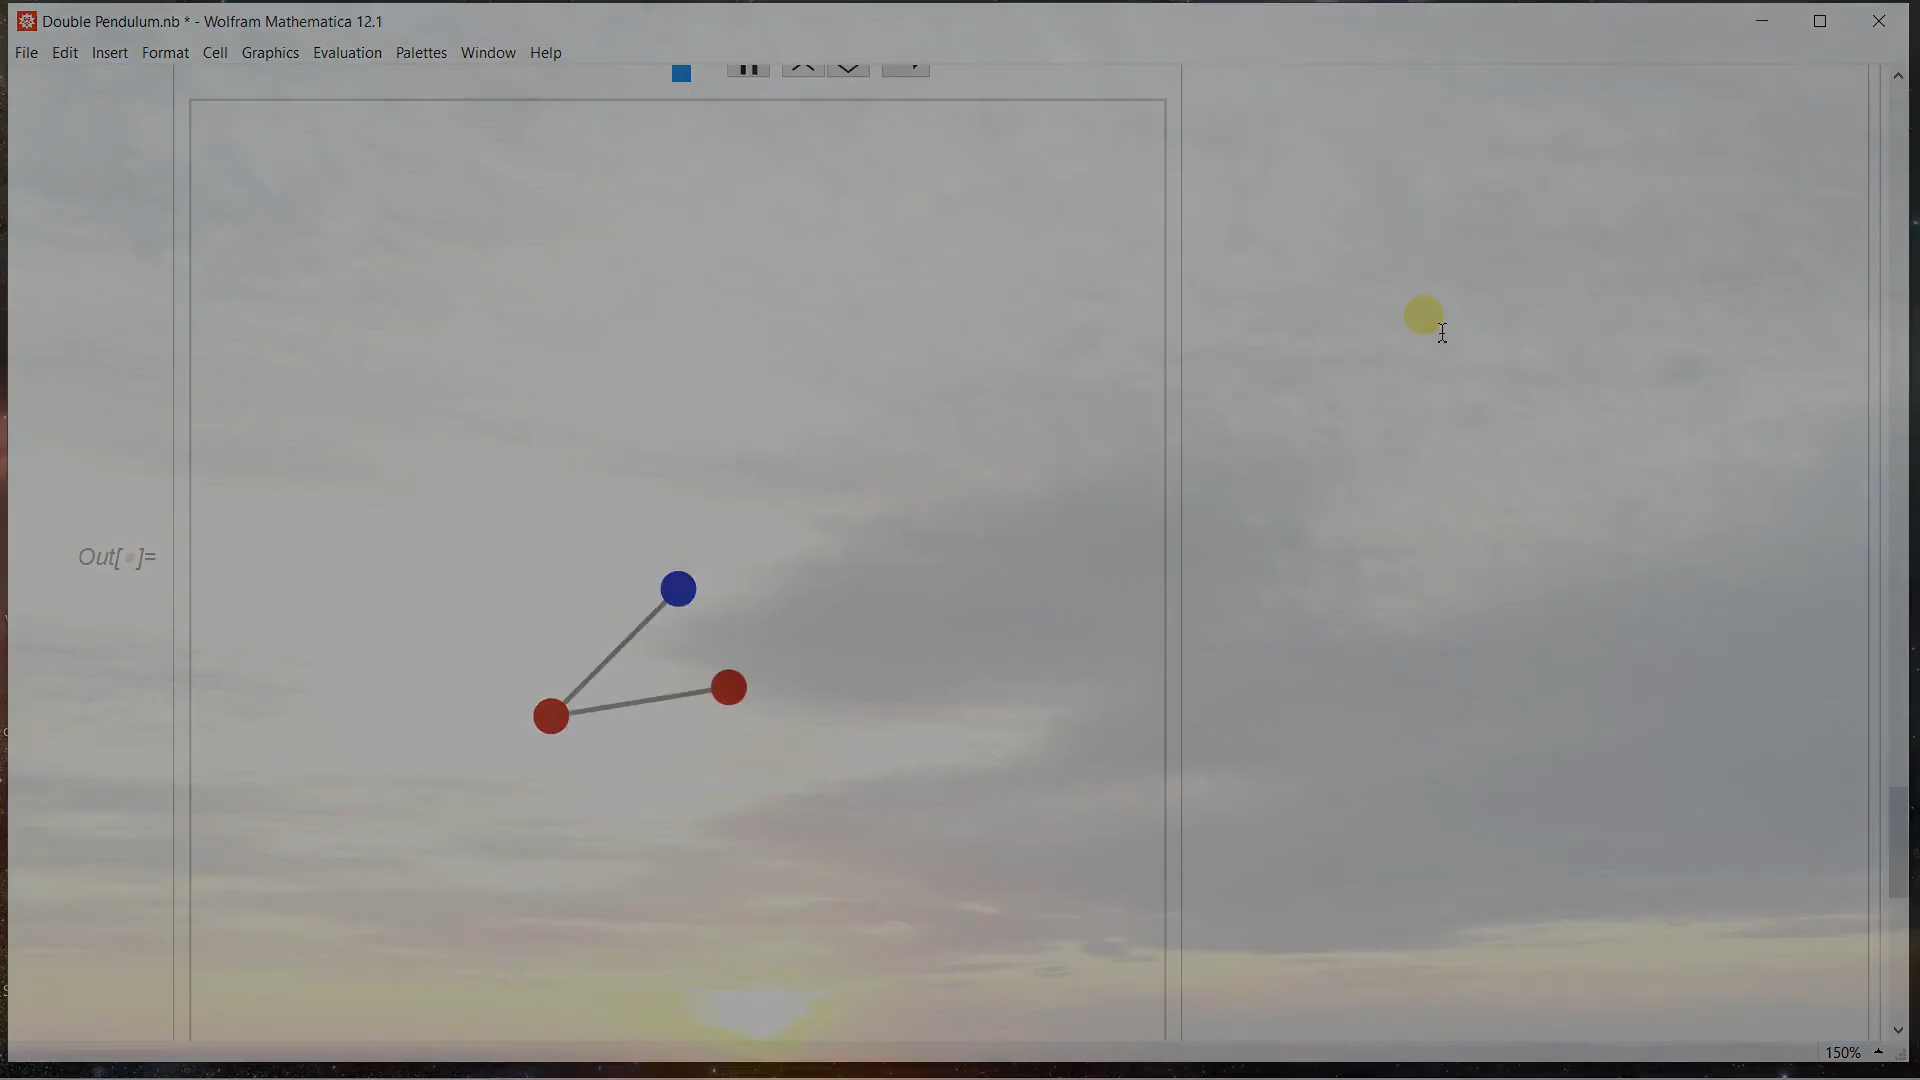 Double Pendulum.nb * - Wolfram Mathematica 12.1
File Edit Insert Format Cell Graphics Evaluation Palettes Window Help
Out[•]=
150%